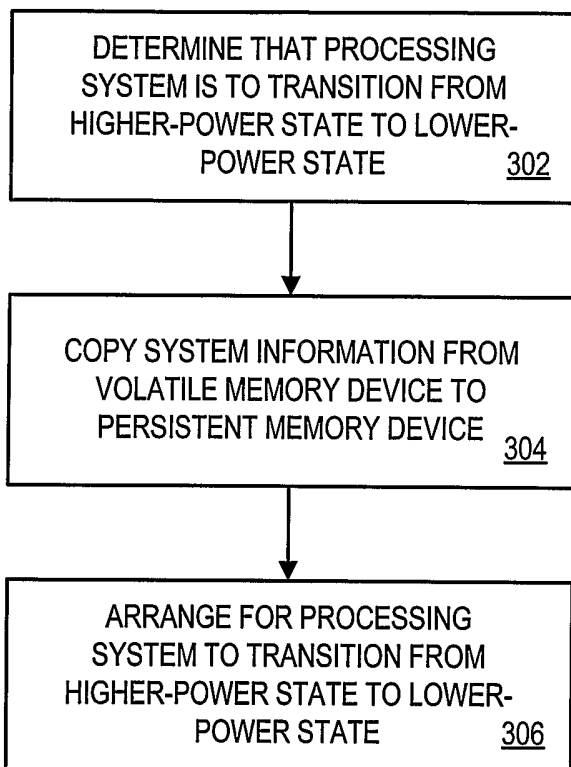 DETERMINE THAT PROCESSING
SYSTEM IS TO TRANSITION FROM
HIGHER-POWER STATE TO LOWER-
POWER STATE 302
COPY SYSTEM INFORMATION FROM
VOLATILE MEMORY DEVICE TO
PERSISTENT MEMORY DEVICE
304
ARRANGE FOR PROCESSING
SYSTEM TO TRANSITION FROM
HIGHER-POWER STATE TO LOWER-
POWER STATE 306